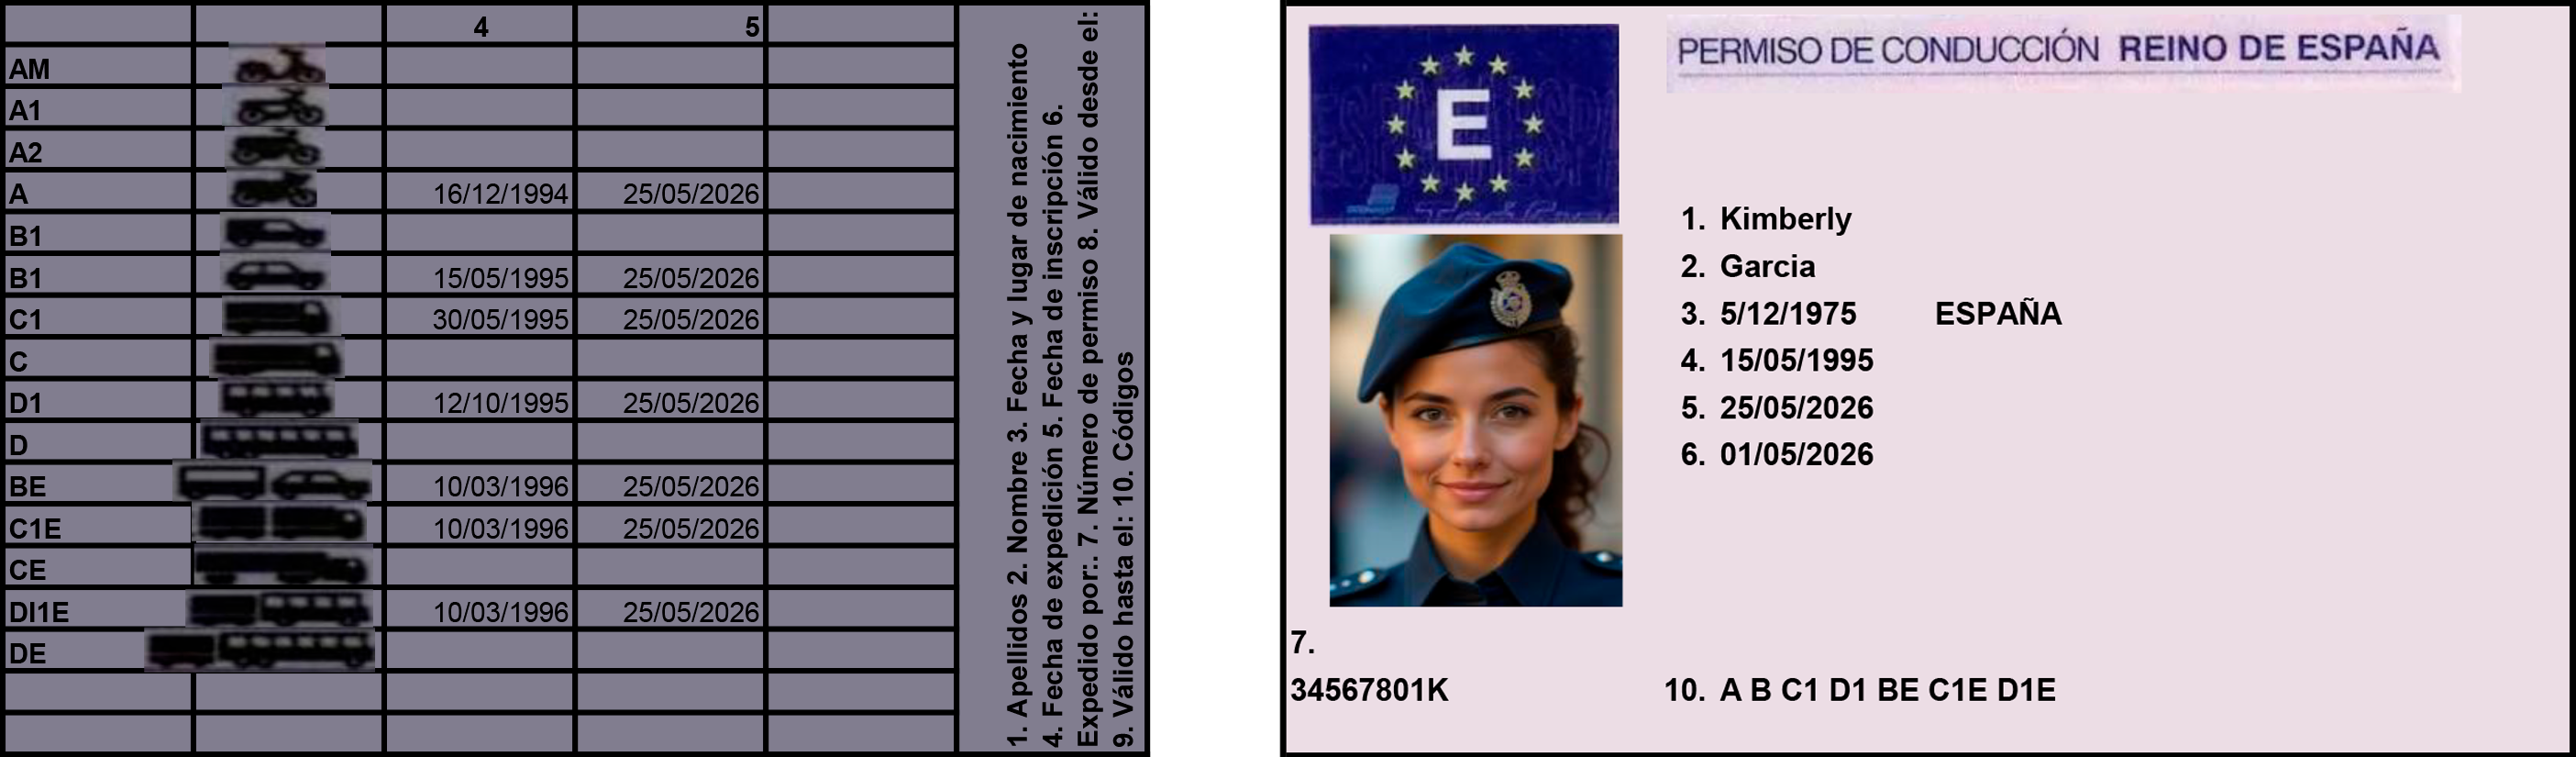 4 5
AM
A1
A2
A 16/12/1994 25/05/2026
B1
B1 15/05/1995 25/05/2026
C1 30/05/1995 25/05/2026
C
D1 12/10/1995 25/05/2026
D
BE 10/03/1996 25/05/2026
C1E 10/03/1996 25/05/2026
CE
DI1E 10/03/1996 25/05/2026
DE
1. Apellidos 2. Nombre 3. Fecha y lugar de nacimiento
4. Fecha de expedición 5. Fecha de inscripción 6.
Expedido por:. 7. Número de permiso 8. Válido desde el:
9. Válido hasta el: 10. Códigos
E
PERMISO DE CONDUCCIÓN REINO DE ESPAÑA
1. Kimberly
2. Garcia
3. 5/12/1975 ESPAÑA
4. 15/05/1995
5. 25/05/2026
6. 01/05/2026
7.
34567801K
10. A B C1 D1 BE C1E D1E